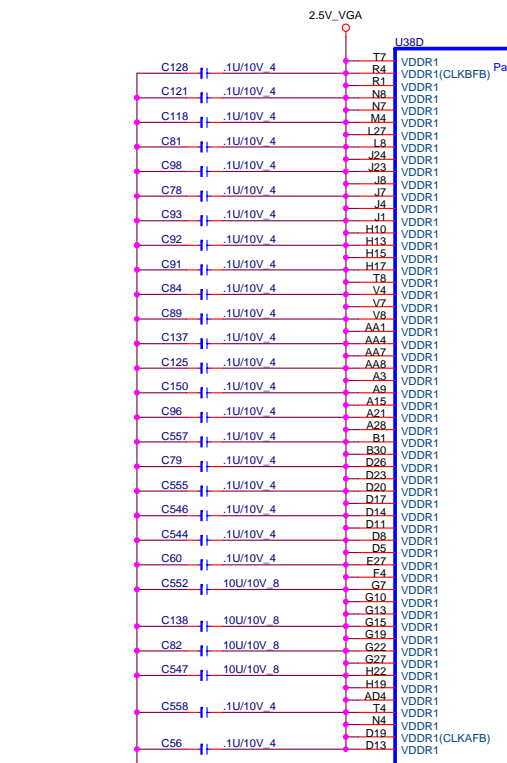 2.5V_VGA
U38D
T7 VDDR1
C128 .1U/10V_4 R4 VDDR1(CLKBFB) Pa
R1 VDDR1
C121 .1U/10V_4 N8 VDDR1
N7 VDDR1
C118 .1U/10V_4 M4 VDDR1
L27 VDDR1
C81 .1U/10V_4 L8 VDDR1
J24 VDDR1
C98 .1U/10V_4 J23 VDDR1
J8 VDDR1
C78 .1U/10V_4 J7 VDDR1
J4 VDDR1
C93 .1U/10V_4 J1 VDDR1
H10 VDDR1
C92 .1U/10V_4 H13 VDDR1
H15 VDDR1
C91 .1U/10V_4 H17 VDDR1
T8 VDDR1
C84 .1U/10V_4 V4 VDDR1
V7 VDDR1
C89 .1U/10V_4 V8 VDDR1
AA1 VDDR1
C137 .1U/10V_4 AA4 VDDR1
AA7 VDDR1
C125 .1U/10V_4 AA8 VDDR1
A3 VDDR1
C150 .1U/10V_4 A9 VDDR1
A15 VDDR1
C96 .1U/10V_4 A21 VDDR1
A28 VDDR1
C557 .1U/10V_4 B1 VDDR1
B30 VDDR1
C79 .1U/10V_4 D26 VDDR1
D23 VDDR1
C555 .1U/10V_4 D20 VDDR1
D17 VDDR1
C546 .1U/10V_4 D14 VDDR1
D11 VDDR1
C544 .1U/10V_4 D8 VDDR1
D5 VDDR1
C60 .1U/10V_4 E27 VDDR1
F4 VDDR1
C552 10U/10V_8 G7 VDDR1
G10 VDDR1
G13 VDDR1
C138 10U/10V_8 G15 VDDR1
G19 VDDR1
C82 10U/10V_8 G22 VDDR1
G27 VDDR1
C547 10U/10V_8 H22 VDDR1
H19 VDDR1
AD4 VDDR1
C558 .1U/10V_4 T4 VDDR1
N4 VDDR1
D19 VDDR1(CLKAFB)
C56 .1U/10V_4 D13 VDDR1